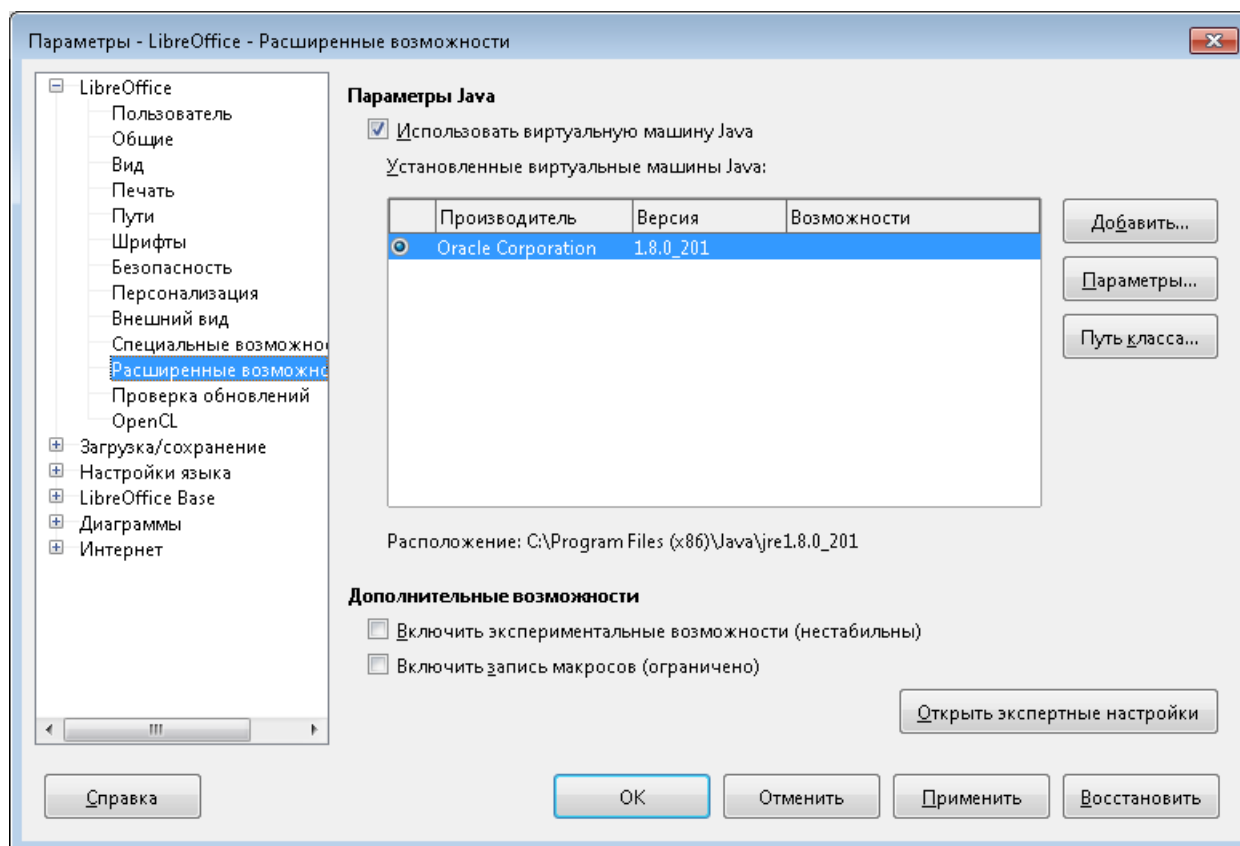 Параметры - LibreOffice - Расширенные возможности
LibreOffice
Пользователь
Общие
Вид
Печать
Пути
Шрифты
Безопасность
Персонализация
Внешний вид
Специальные возможно
Расширенные возможно
Проверка обновлений
OpenCL
Загрузка/сохранение
Настройки языка
LibreOffice Base
Диаграммы
Интернет
Параметры Java
Использовать виртуальную машину Java
Установленные виртуальные машины Java:
Производитель Версия Возможности
Oracle Corporation 1.8.0_201
Добавить...
Параметры...
Путь класса...
Расположение: C:\Program Files (x86)\Java\jre1.8.0_201
Дополнительные возможности
Включить экспериментальные возможности (нестабильны)
Включить запись макросов (ограничено)
Открыть экспертные настройки
Справка OK Отменить Применить Восстановить